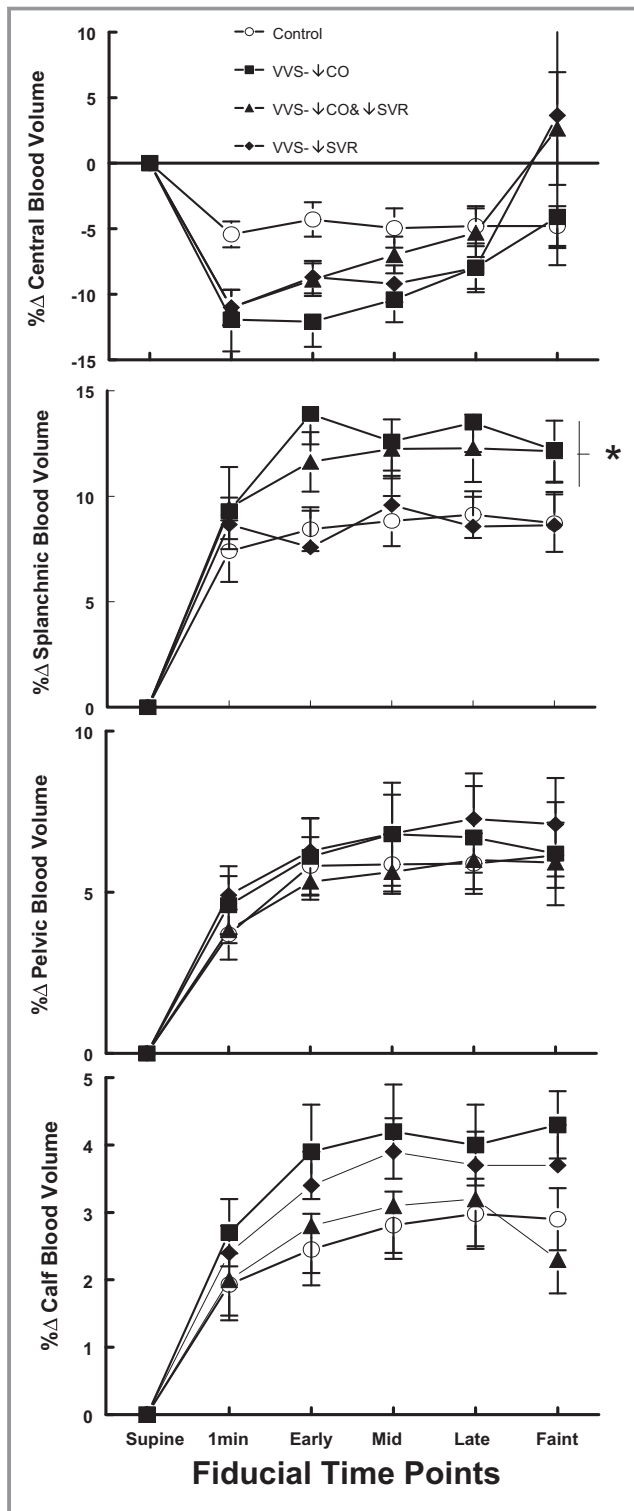 Control
VVS- ↓CO
VVS- ↓CO&↓SVR
VVS- ↓SVR
10
5
0
-5
-10
-15
%Δ Central Blood Volume
15
10
5
0
%Δ Splanchnic Blood Volume
*
10
5
0
%Δ Pelvic Blood Volume
5
4
3
2
1
0
%Δ Calf Blood Volume
Supine 1min Early Mid Late Faint
Fiducial Time Points